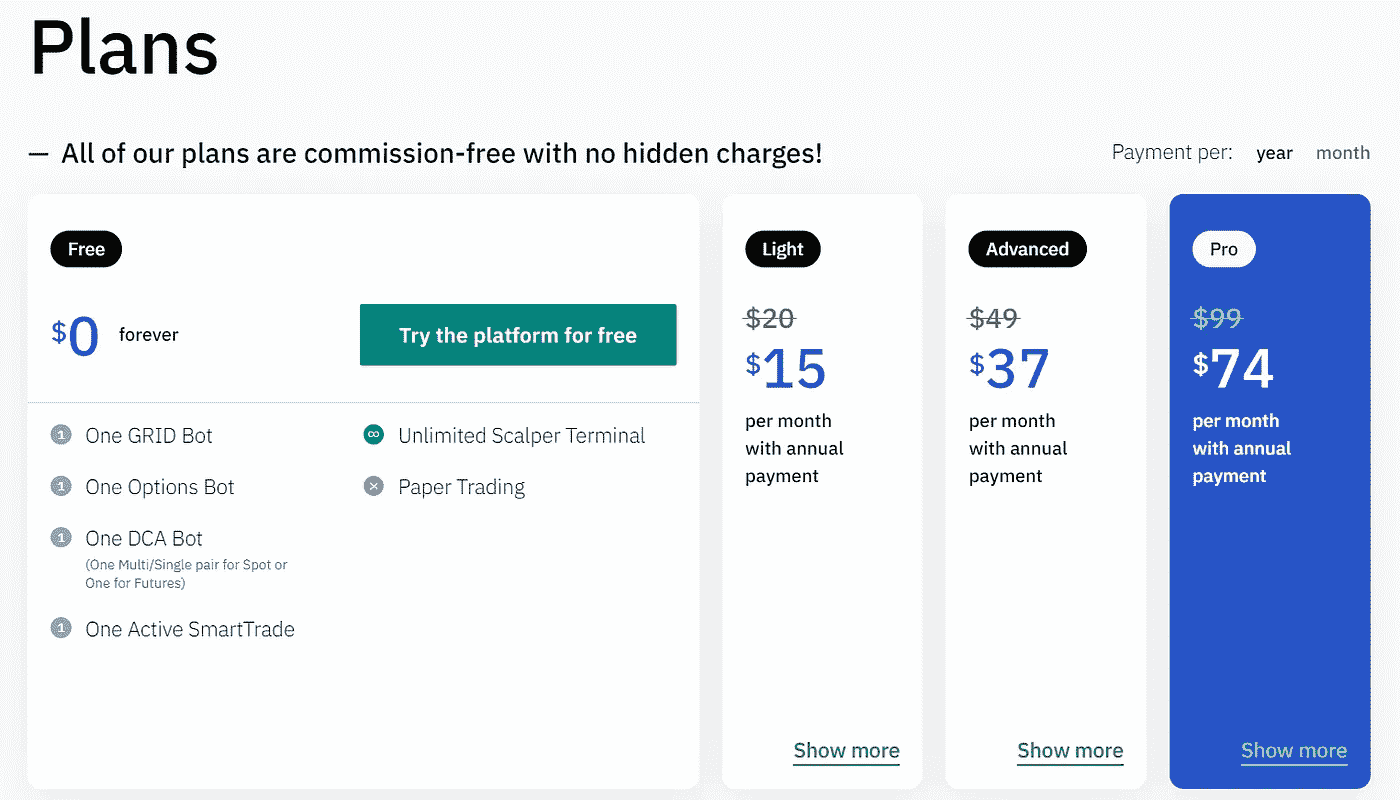 Plans
— All of our plans are commission-free with no hidden charges!
Payment per: year month
Free
$0 forever
Try the platform for free
1 One GRID Bot
1 One Options Bot
1 One DCA Bot
(One Multi/Single pair for Spot or
One for Futures)
1 One Active SmartTrade
∞ Unlimited Scalper Terminal
× Paper Trading
Light
$20
$15
per month
with annual
payment
Show more
Advanced
$49
$37
per month
with annual
payment
Show more
Pro
$99
$74
per month
with annual
payment
Show more